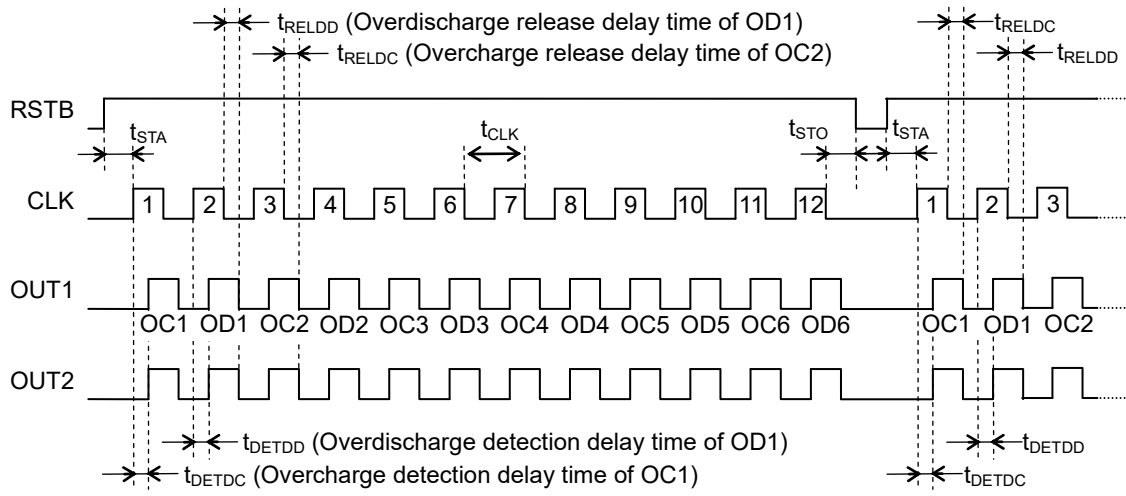 tRELDD (Overdischarge release delay time of OD1) tRELDC
tRELDC (Overcharge release delay time of OC2) tRELDD
RSTB
tSTA tCLK tSTO tSTA
CLK 1 2 3 4 5 6 7 8 9 10 11 12 1 2 3
OUT1
OC1 OD1 OC2 OD2 OC3 OD3 OC4 OD4 OC5 OD5 OC6 OD6 OC1 OD1 OC2
OUT2
tDETDD (Overdischarge detection delay time of OD1) tDETDD
tDETDC (Overcharge detection delay time of OC1) tDETDC